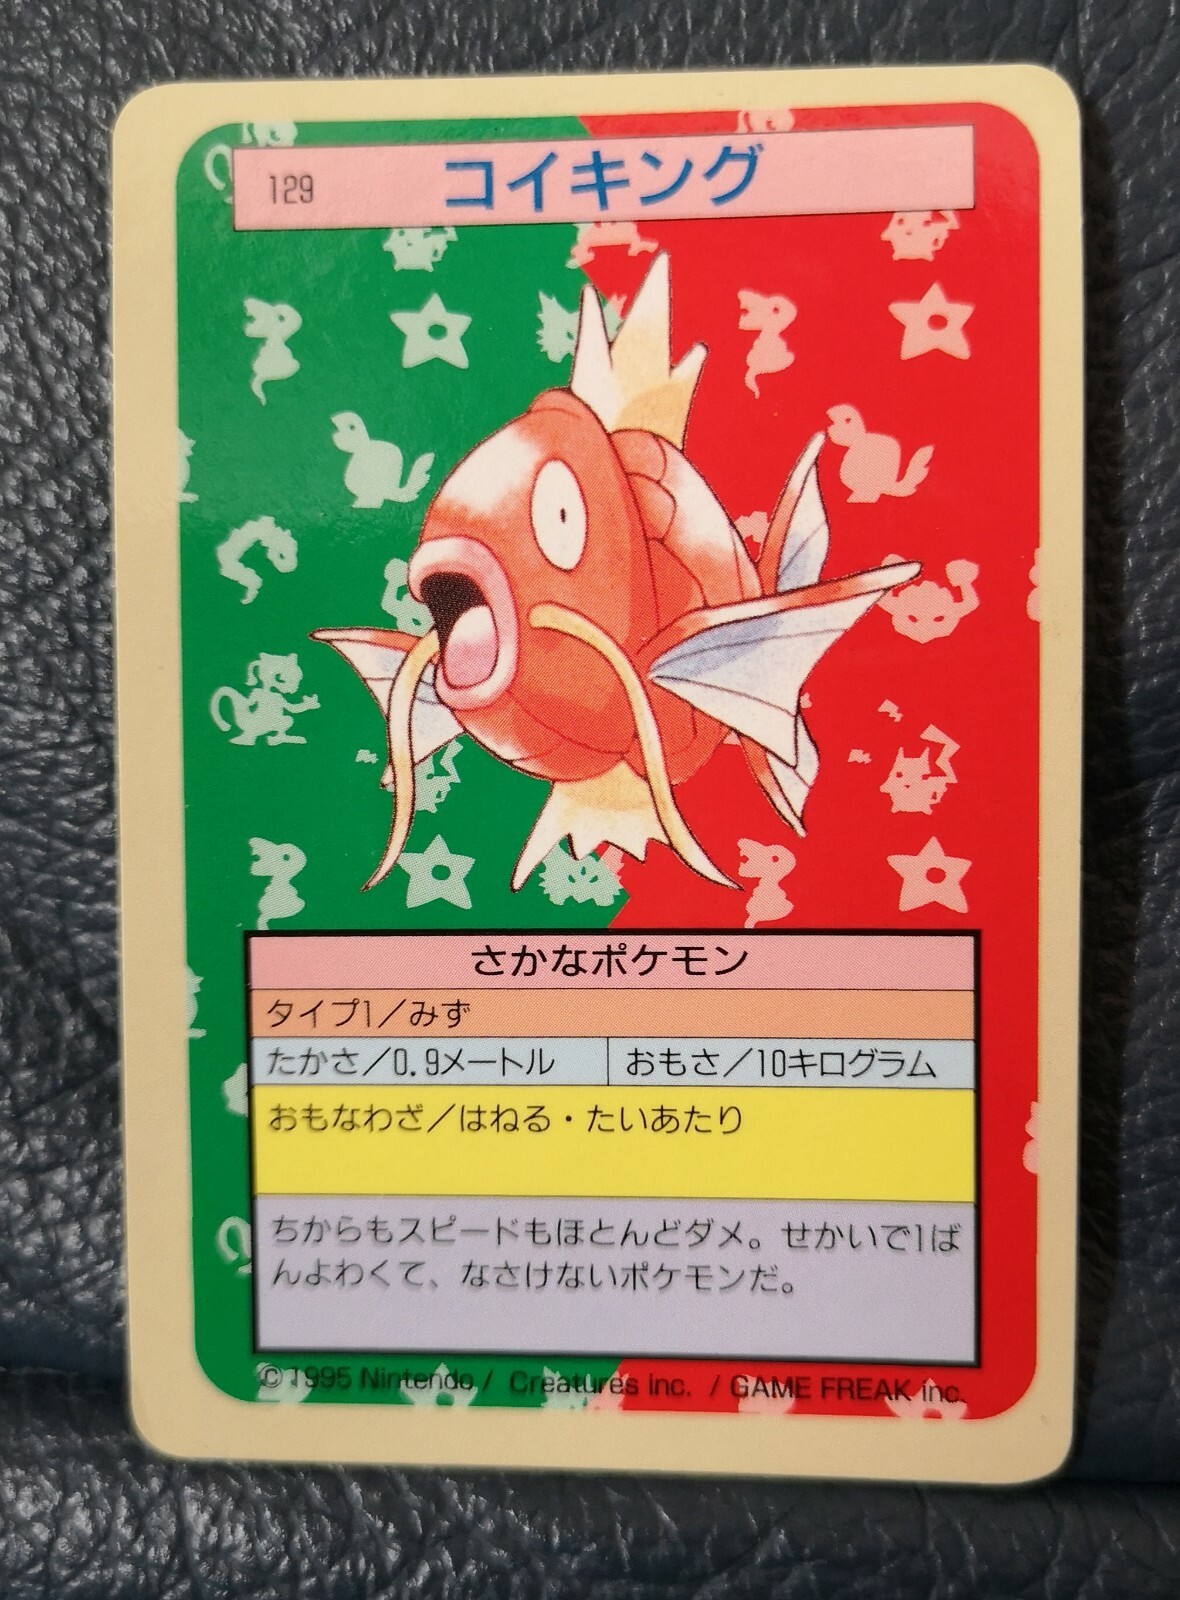 129 コイキング
さかなポケモン
タイプ1／みず
たかさ／0.9メートル おもさ／10キログラム
おもなわざ／はねる・たいあたり
ちからもスピードもほとんどダメ。せかいで1ば
んよわくて、なさけないポケモンだ。
©1995 Nintendo / Creatures inc. / GAME FREAK inc.